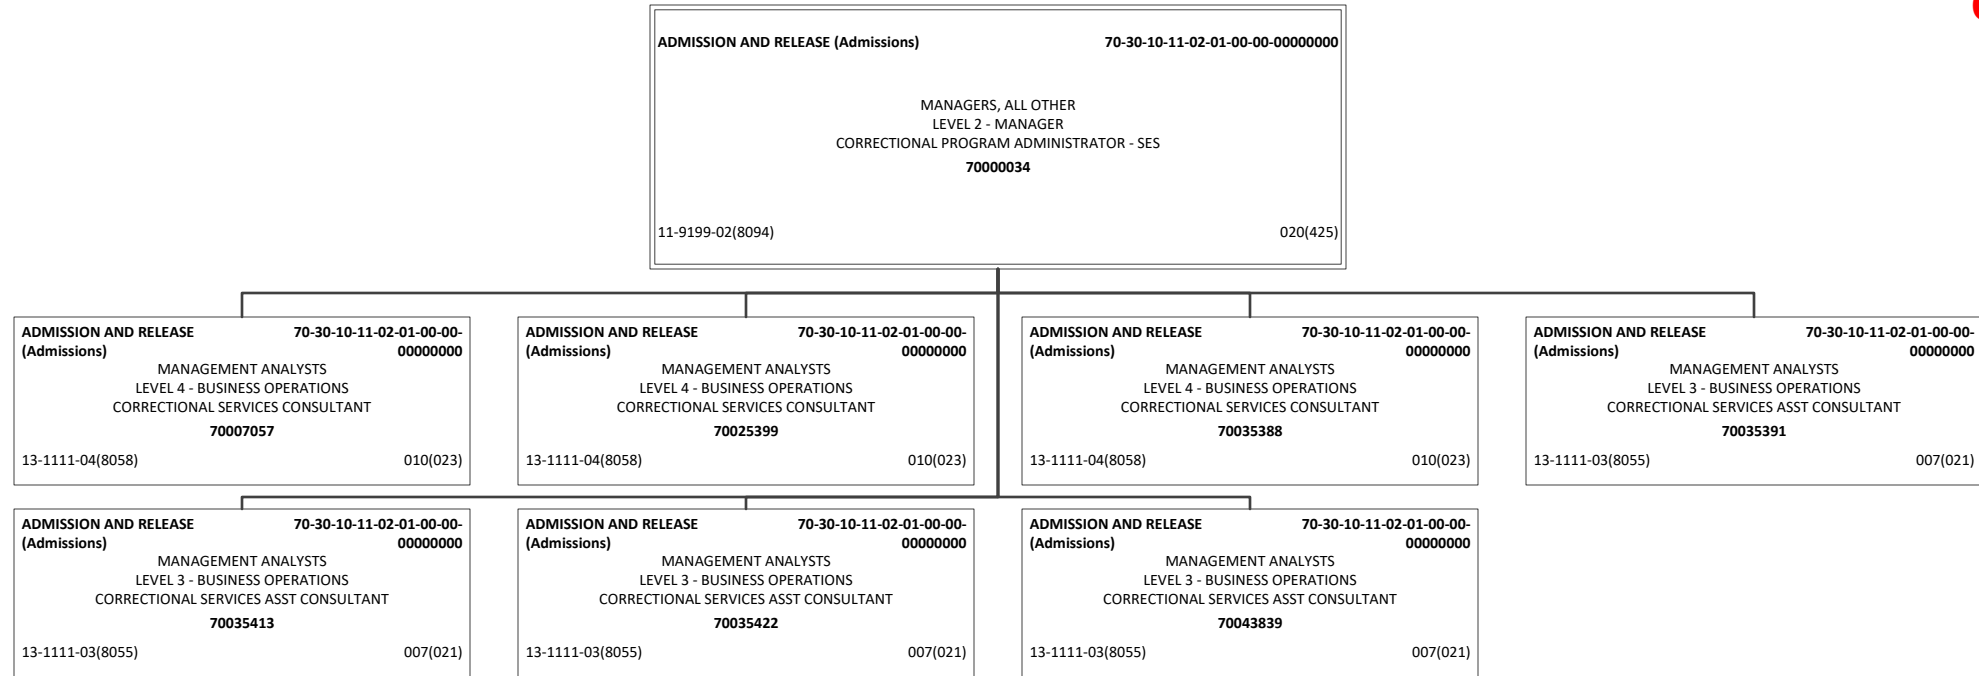 ADMISSION AND RELEASE (Admissions) 70-30-10-11-02-01-00-00-00000000
MANAGERS, ALL OTHER
LEVEL 2 - MANAGER
CORRECTIONAL PROGRAM ADMINISTRATOR - SES
70000034
11-9199-02(8094) 020(425)
ADMISSION AND RELEASE 70-30-10-11-02-01-00-00-
(Admissions) 00000000
MANAGEMENT ANALYSTS
LEVEL 4 - BUSINESS OPERATIONS
CORRECTIONAL SERVICES CONSULTANT
70007057
13-1111-04(8058) 010(023)
ADMISSION AND RELEASE 70-30-10-11-02-01-00-00-
(Admissions) 00000000
MANAGEMENT ANALYSTS
LEVEL 4 - BUSINESS OPERATIONS
CORRECTIONAL SERVICES CONSULTANT
70025399
13-1111-04(8058) 010(023)
ADMISSION AND RELEASE 70-30-10-11-02-01-00-00-
(Admissions) 00000000
MANAGEMENT ANALYSTS
LEVEL 4 - BUSINESS OPERATIONS
CORRECTIONAL SERVICES CONSULTANT
70035388
13-1111-04(8058) 010(023)
ADMISSION AND RELEASE 70-30-10-11-02-01-00-00-
(Admissions) 00000000
MANAGEMENT ANALYSTS
LEVEL 3 - BUSINESS OPERATIONS
CORRECTIONAL SERVICES ASST CONSULTANT
70035391
13-1111-03(8055) 007(021)
ADMISSION AND RELEASE 70-30-10-11-02-01-00-00-
(Admissions) 00000000
MANAGEMENT ANALYSTS
LEVEL 3 - BUSINESS OPERATIONS
CORRECTIONAL SERVICES ASST CONSULTANT
70035413
13-1111-03(8055) 007(021)
ADMISSION AND RELEASE 70-30-10-11-02-01-00-00-
(Admissions) 00000000
MANAGEMENT ANALYSTS
LEVEL 3 - BUSINESS OPERATIONS
CORRECTIONAL SERVICES ASST CONSULTANT
70035422
13-1111-03(8055) 007(021)
ADMISSION AND RELEASE 70-30-10-11-02-01-00-00-
(Admissions) 00000000
MANAGEMENT ANALYSTS
LEVEL 3 - BUSINESS OPERATIONS
CORRECTIONAL SERVICES ASST CONSULTANT
70043839
13-1111-03(8055) 007(021)